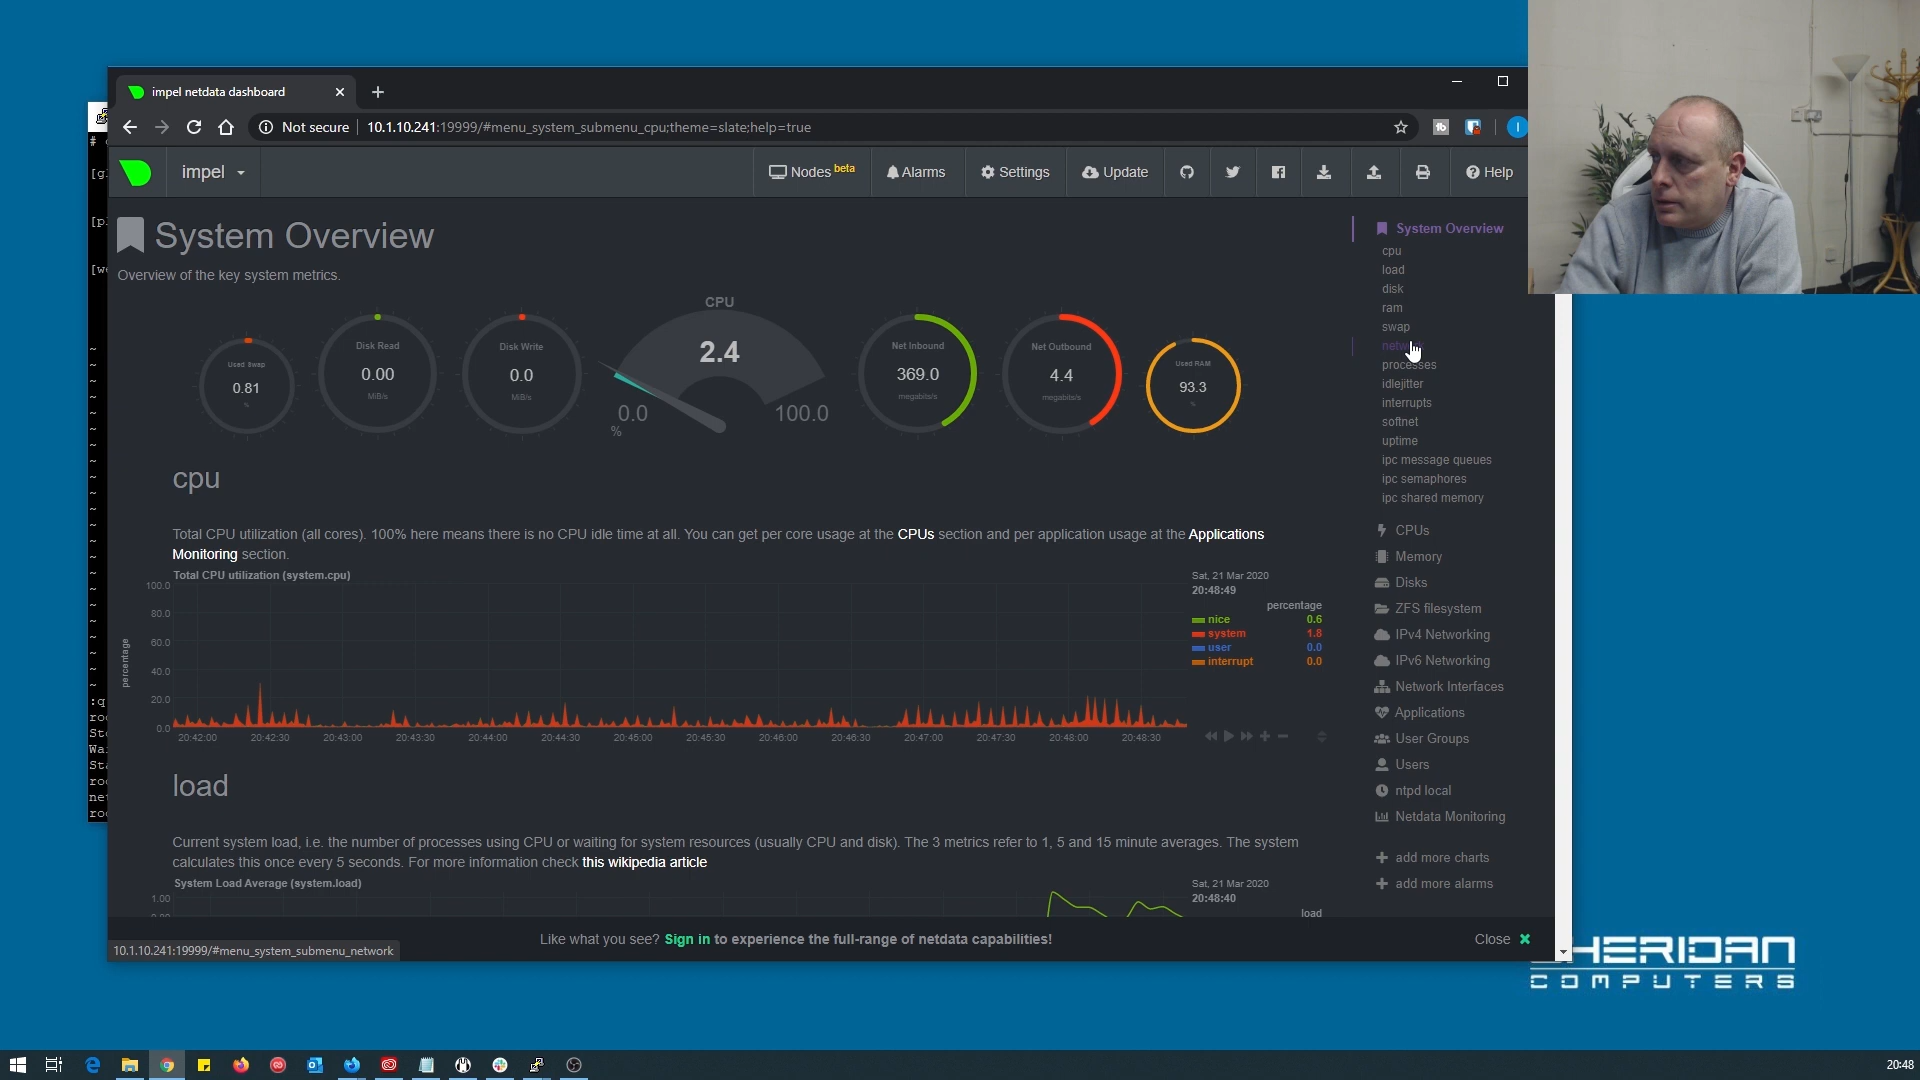 impel netdata dashboard
Not secure
10.1.10.241:19999/#menu_system_submenu_cpu;theme=slate;help=true
impel
Nodes beta
Alarms
Settings
Update
Help
System Overview
Overview of the key system metrics.
Used Swap
0.81
%
Disk Read
0.00
MiB/s
Disk Write
0.0
MiB/s
CPU
2.4
0.0
100.0
%
Net Inbound
369.0
megabits/s
Net Outbound
4.4
megabits/s
Used RAM
93.3
%
cpu
Total CPU utilization (all cores). 100% here means there is no CPU idle time at all. You can get per core usage at the CPUs section and per application usage at the Applications
Monitoring section.
Total CPU utilization (system.cpu)
Sat, 21 Mar 2020
20:48:49
percentage
nice 0.6
system 1.8
user 0.0
interrupt 0.0
100.0
80.0
60.0
40.0
20.0
0.0
percentage
20:42:00 20:42:30 20:43:00 20:43:30 20:44:00 20:44:30 20:45:00 20:45:30 20:46:00 20:46:30 20:47:00 20:47:30 20:48:00 20:48:30
load
Current system load, i.e. the number of processes using CPU or waiting for system resources (usually CPU and disk). The 3 metrics refer to 1, 5 and 15 minute averages. The system
calculates this once every 5 seconds. For more information check this wikipedia article
System Load Average (system.load)
Sat, 21 Mar 2020
20:48:40
load
1.00
System Overview
cpu
load
disk
ram
swap
network
processes
idlejitter
interrupts
softnet
uptime
ipc message queues
ipc semaphores
ipc shared memory
CPUs
Memory
Disks
ZFS filesystem
IPv4 Networking
IPv6 Networking
Network Interfaces
Applications
User Groups
Users
ntpd local
Netdata Monitoring
add more charts
add more alarms
Like what you see? Sign in to experience the full-range of netdata capabilities!
Close
10.1.10.241:19999/#menu_system_submenu_network
SHERIDAN
COMPUTERS
20:48